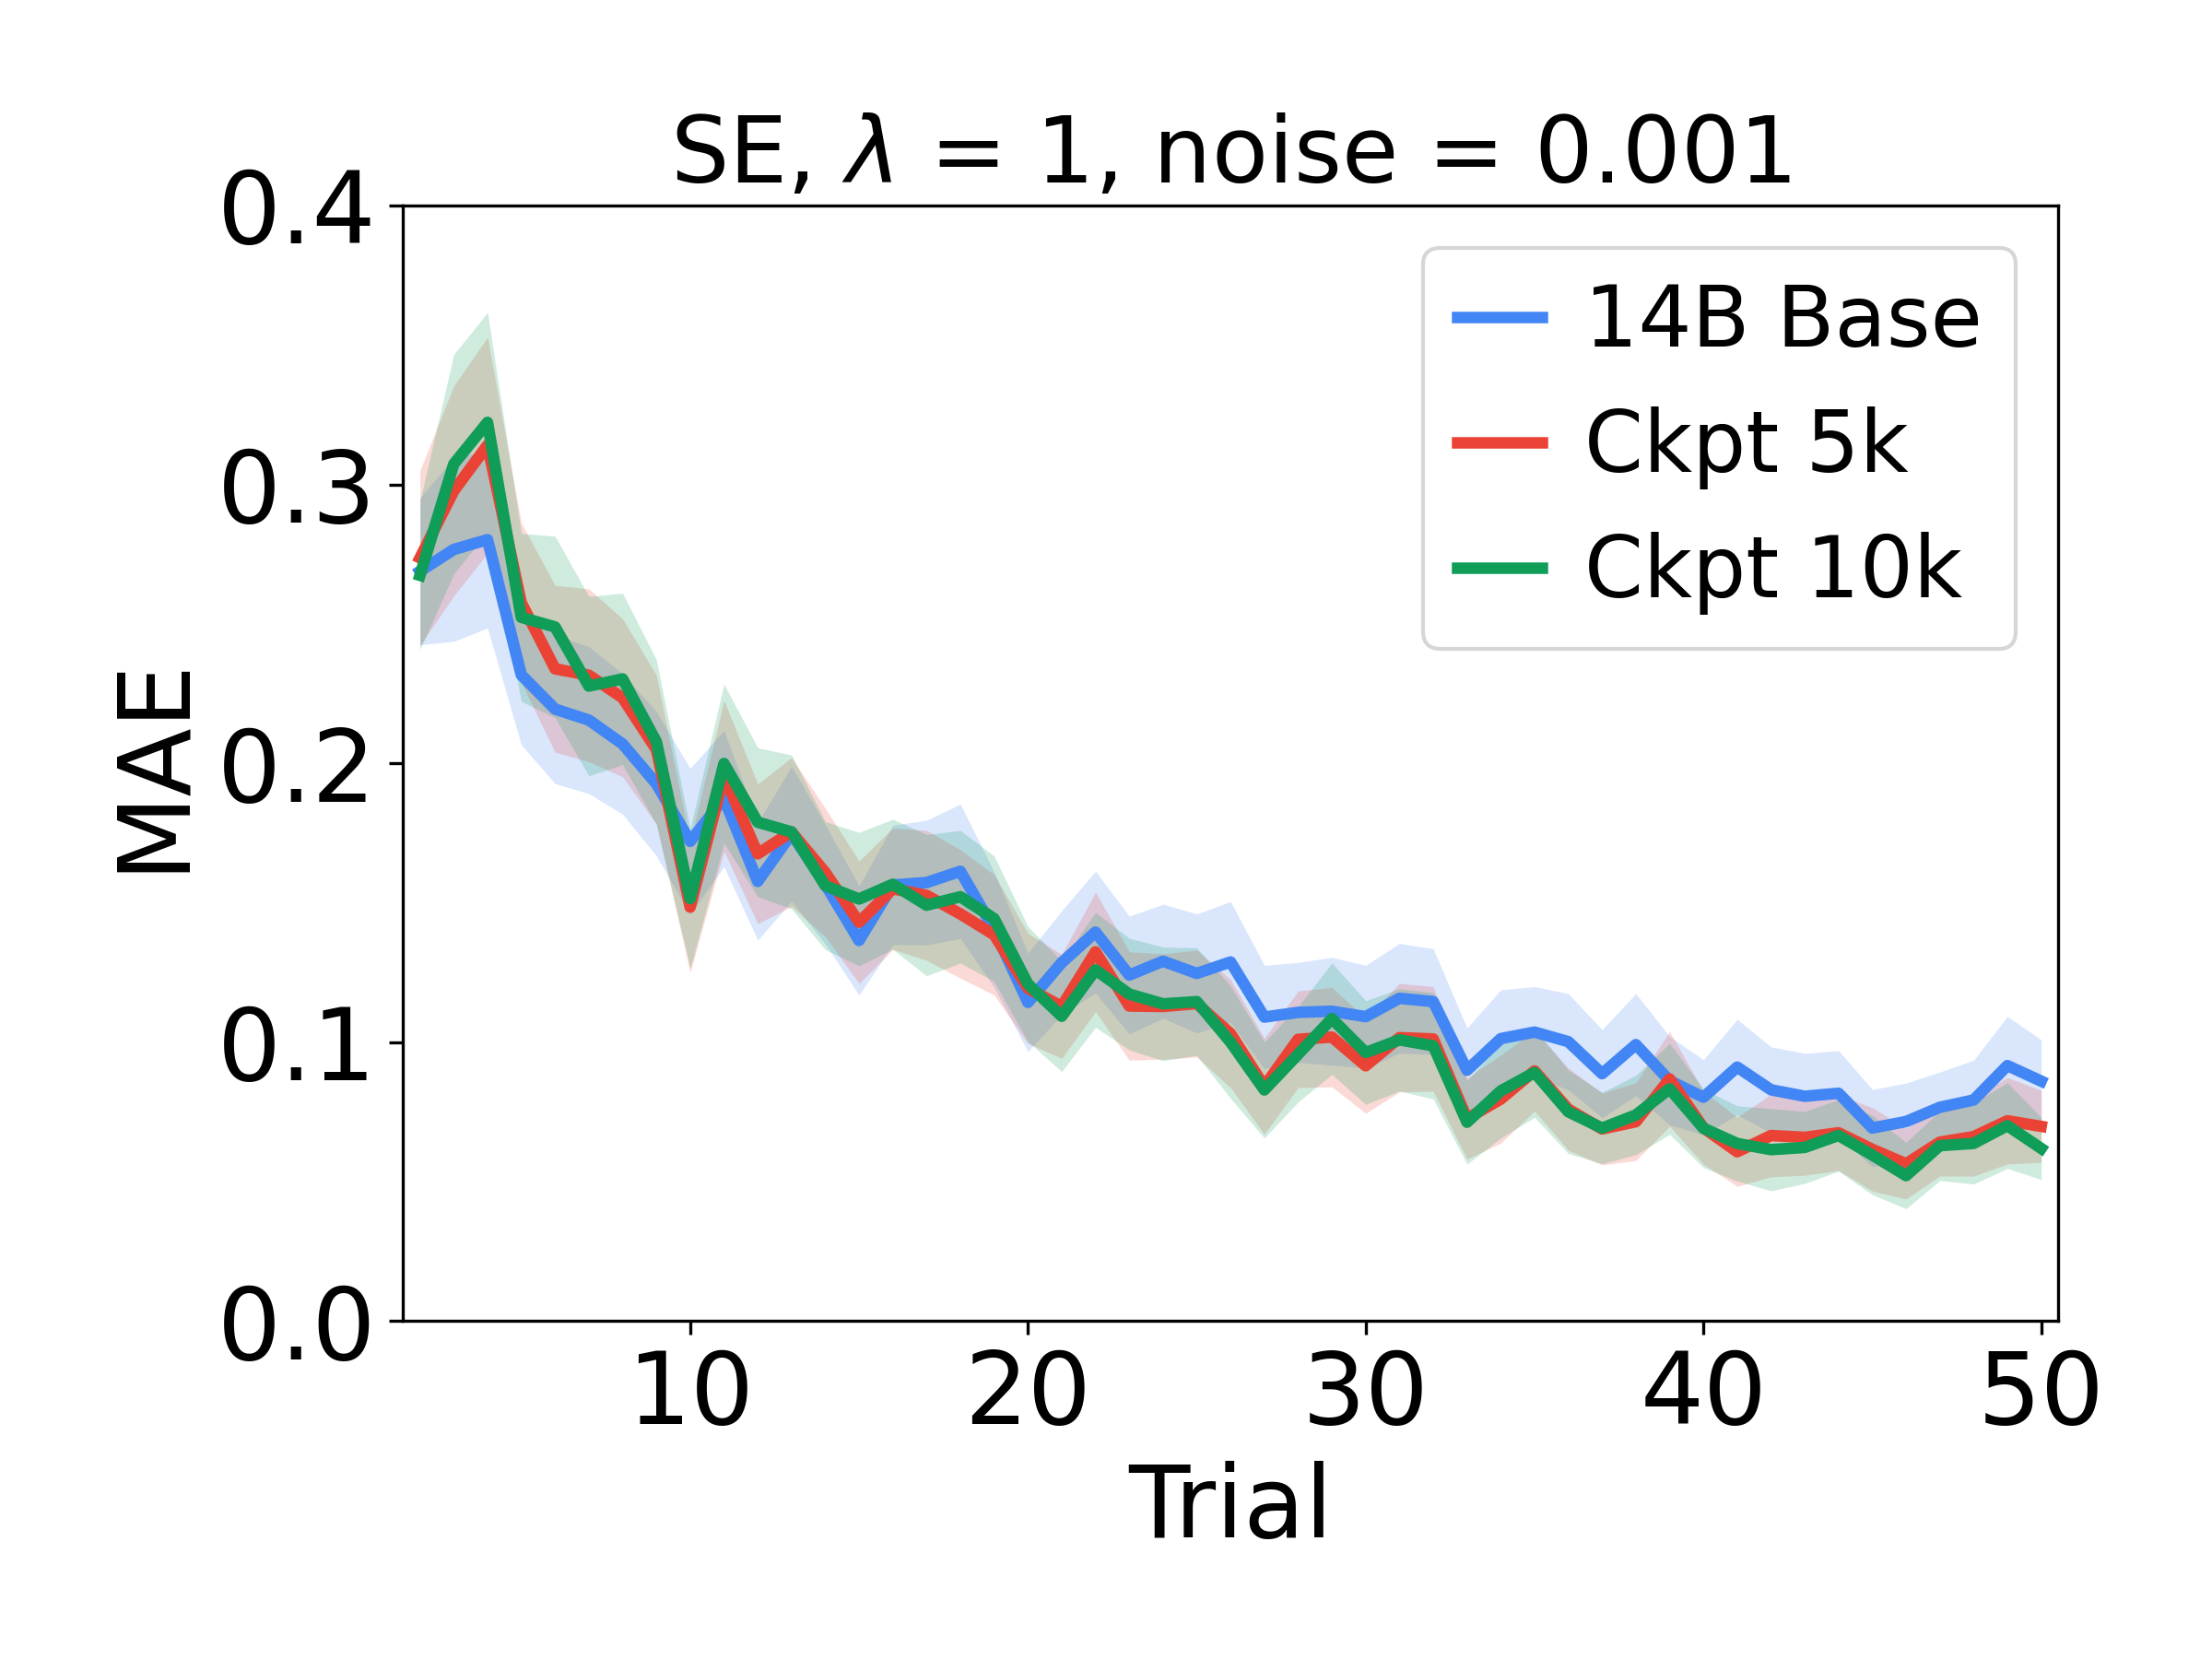 SE, λ = 1, noise = 0.001
0.4
0.3
0.2
0.1
0.0
MAE
14B Base
Ckpt 5k
Ckpt 10k
10 20 30 40 50
Trial